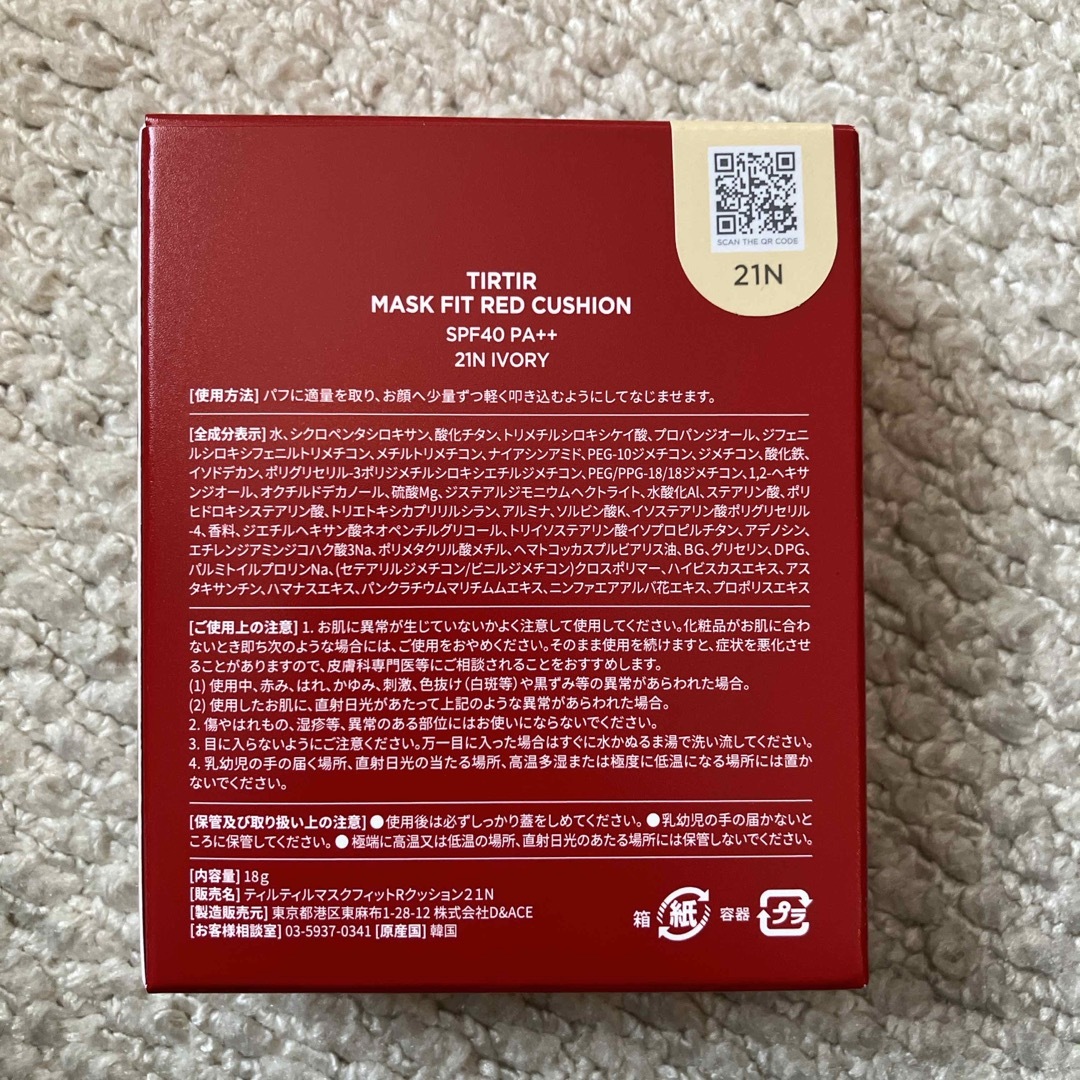 SCAN THE QR CODE
21N
TIRTIR
MASK FIT RED CUSHION
SPF40 PA++
21N IVORY
[使用方法] パフに適量を取り、お顔へ少量ずつ軽く叩き込むようにしてなじませます。
[全成分表示] 水、シクロペンタシロキサン、酸化チタン、トリメチルシロキシケイ酸、プロパンジオール、ジフェニ
ルシロキシフェニルトリメチコン、メチルトリメチコン、ナイアシンアミド、PEG-10ジメチコン、ジメチコン、酸化鉄、
イソドデカン、ポリグリセリル-3ポリジメチルシロキシエチルジメチコン、PEG/PPG-18/18ジメチコン、1,2-ヘキサ
ンジオール、オクチルドデカノール、硫酸Mg、ジステアルジモニウムヘクトライト、水酸化Al、ステアリン酸、ポリ
ヒドロキシステアリン酸、トリエトキシカプリリルシラン、アルミナ、ソルビン酸K、イソステアリン酸ポリグリセリル
-4、香料、ジエチルヘキサン酸ネオペンチルグリコール、トリイソステアリン酸イソプロピルチタン、アデノシン、
エチレンジアミンジコハク酸3Na、ポリメタクリル酸メチル、ヘマトコッカスプルビアリス油、BG、グリセリン、DPG、
パルミトイルプロリンNa、(セテアリルジメチコン/ビニルジメチコン)クロスポリマー、ハイビスカスエキス、アス
タキサンチン、ハマナスエキス、パンクラチウムマリチムムエキス、ニンファエアアルバ花エキス、プロポリスエキス
[ご使用上の注意] 1. お肌に異常が生じていないかよく注意して使用してください。化粧品がお肌に合わ
ないとき即ち次のような場合には、ご使用をおやめください。そのまま使用を続けますと、症状を悪化させ
ることがありますので、皮膚科専門医等にご相談されることをおすすめします。
(1) 使用中、赤み、はれ、かゆみ、刺激、色抜け(白斑等)や黒ずみ等の異常があらわれた場合。
(2) 使用したお肌に、直射日光があたって上記のような異常があらわれた場合。
2. 傷やはれもの、湿疹等、異常のある部位にはお使いにならないでください。
3. 目に入らないようにご注意ください。万一目に入った場合はすぐに水かぬるま湯で洗い流してください。
4. 乳幼児の手の届く場所、直射日光の当たる場所、高温多湿または極度に低温になる場所には置か
ないでください。
[保管及び取り扱い上の注意] ●使用後は必ずしっかり蓋をしめてください。 ●乳幼児の手の届かないと
ころに保管してください。 ●極端に高温又は低温の場所、直射日光のあたる場所には保管しないでください。
[内容量] 18g
[販売名] ティルティルマスクフィットRクッション21N
[製造販売元] 東京都港区東麻布1-28-12 株式会社D&ACE
[お客様相談室] 03-5937-0341 [原産国] 韓国
箱 紙 容器 プラ